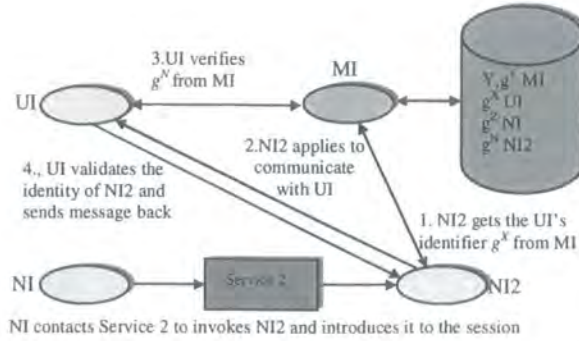 3.UI verifies
g^N from MI
MI
UI
Y, g^Y MI
g^X UI
g^Z NI
g^N NI2
2.NI2 applies to
communicate
with UI
4., UI validates the
identity of NI2 and
sends message back
1. NI2 gets the UI's
identifier g^X from MI
NI
Service 2
NI2
NI contacts Service 2 to invokes NI2 and introduces it to the session